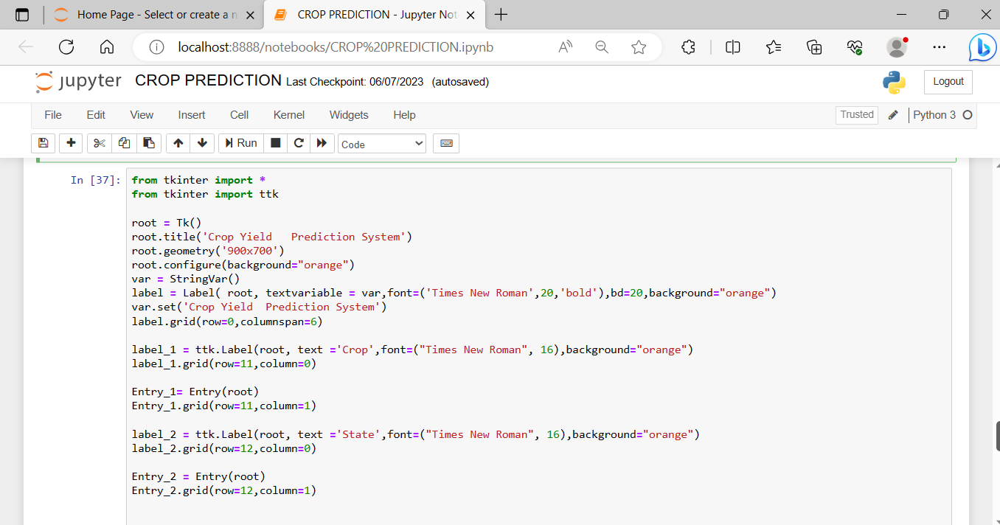 Home Page - Select or create a n
CROP PREDICTION - Jupyter Not
localhost:8888/notebooks/CROP%20PREDICTION.ipynb
jupyter CROP PREDICTION Last Checkpoint: 06/07/2023 (autosaved)
Logout
File Edit View Insert Cell Kernel Widgets Help
Trusted
Python 3
Run
Code
In [37]:
from tkinter import *
from tkinter import ttk
root = Tk()
root.title('Crop Yield   Prediction System')
root.geometry('900x700')
root.configure(background="orange")
var = StringVar()
label = Label( root, textvariable = var,font=('Times New Roman',20,'bold'),bd=20,background="orange")
var.set('Crop Yield  Prediction System')
label.grid(row=0,columnspan=6)
label_1 = ttk.Label(root, text ='Crop',font=("Times New Roman", 16),background="orange")
label_1.grid(row=11,column=0)
Entry_1= Entry(root)
Entry_1.grid(row=11,column=1)
label_2 = ttk.Label(root, text ='State',font=("Times New Roman", 16),background="orange")
label_2.grid(row=12,column=0)
Entry_2 = Entry(root)
Entry_2.grid(row=12,column=1)